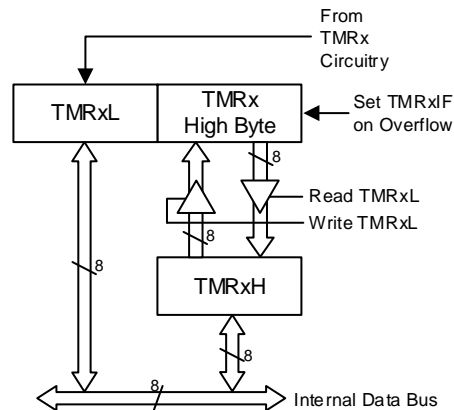 From
TMRx
Circuitry
TMRxL
TMRx
High Byte
Set TMRxIF
on Overflow
8
Read TMRxL
Write TMRxL
8
TMRxH
8
8
8
Internal Data Bus